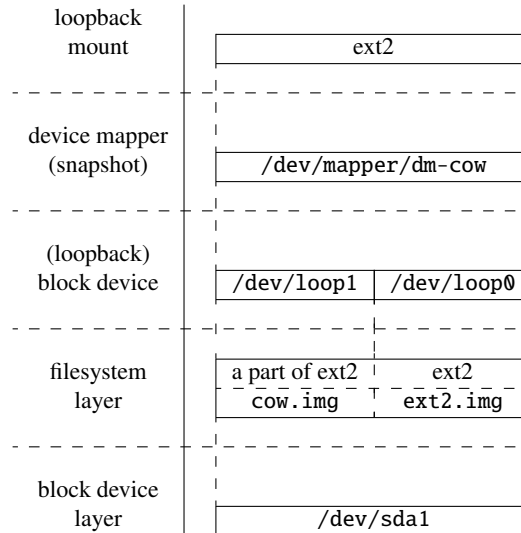 loopback
mount
ext2
device mapper
(snapshot)
/dev/mapper/dm-cow
(loopback)
block device
/dev/loop1
/dev/loop0
filesystem
layer
a part of ext2
ext2
cow.img
ext2.img
block device
layer
/dev/sda1